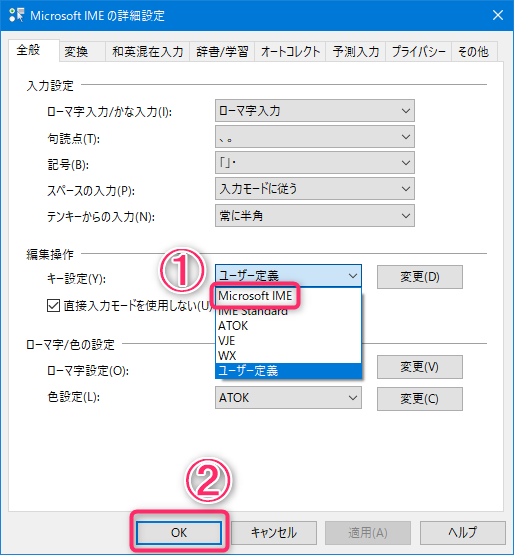 Microsoft IME の詳細設定
全般 変換 和英混在入力 辞書/学習 オートコレクト 予測入力 プライバシー その他
入力設定
ローマ字入力/かな入力(I): ローマ字入力
句読点(T): 、。
記号(B): 「」・
スペースの入力(P): 入力モードに従う
テンキーからの入力(N): 常に半角
編集操作
①
キー設定(Y): ユーザー定義 変更(D)
Microsoft IME
直接入力モードを使用しない(U)
IME Standard
ATOK
VJE
WX
ユーザー定義
ローマ字/色の設定
ローマ字設定(O): 変更(V)
色設定(L): ATOK 変更(C)
②
OK キャンセル 適用(A) ヘルプ